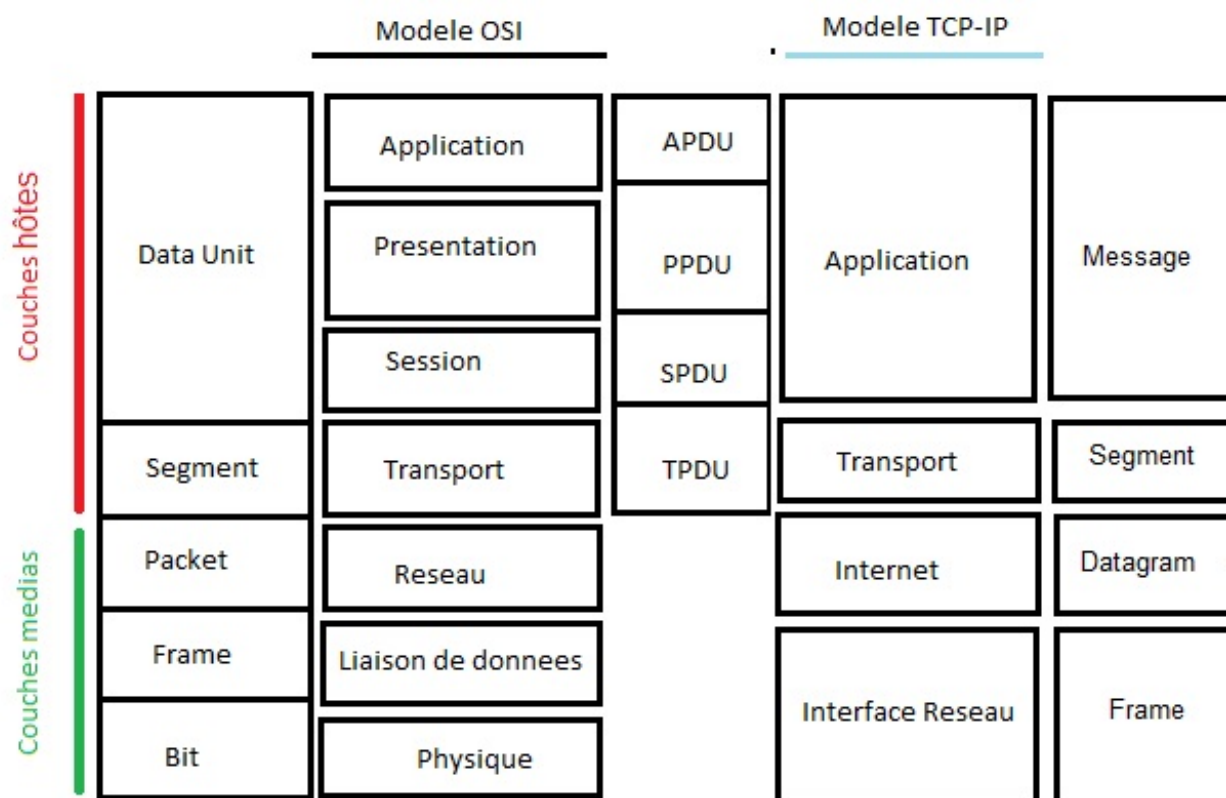 Modele OSI
Modele TCP-IP
Couches hôtes
Data Unit
Application
APDU
Application
Message
Presentation
PPDU
Session
SPDU
Segment
Transport
TPDU
Transport
Segment
Couches medias
Packet
Reseau
Internet
Datagram
Frame
Liaison de donnees
Interface Reseau
Frame
Bit
Physique